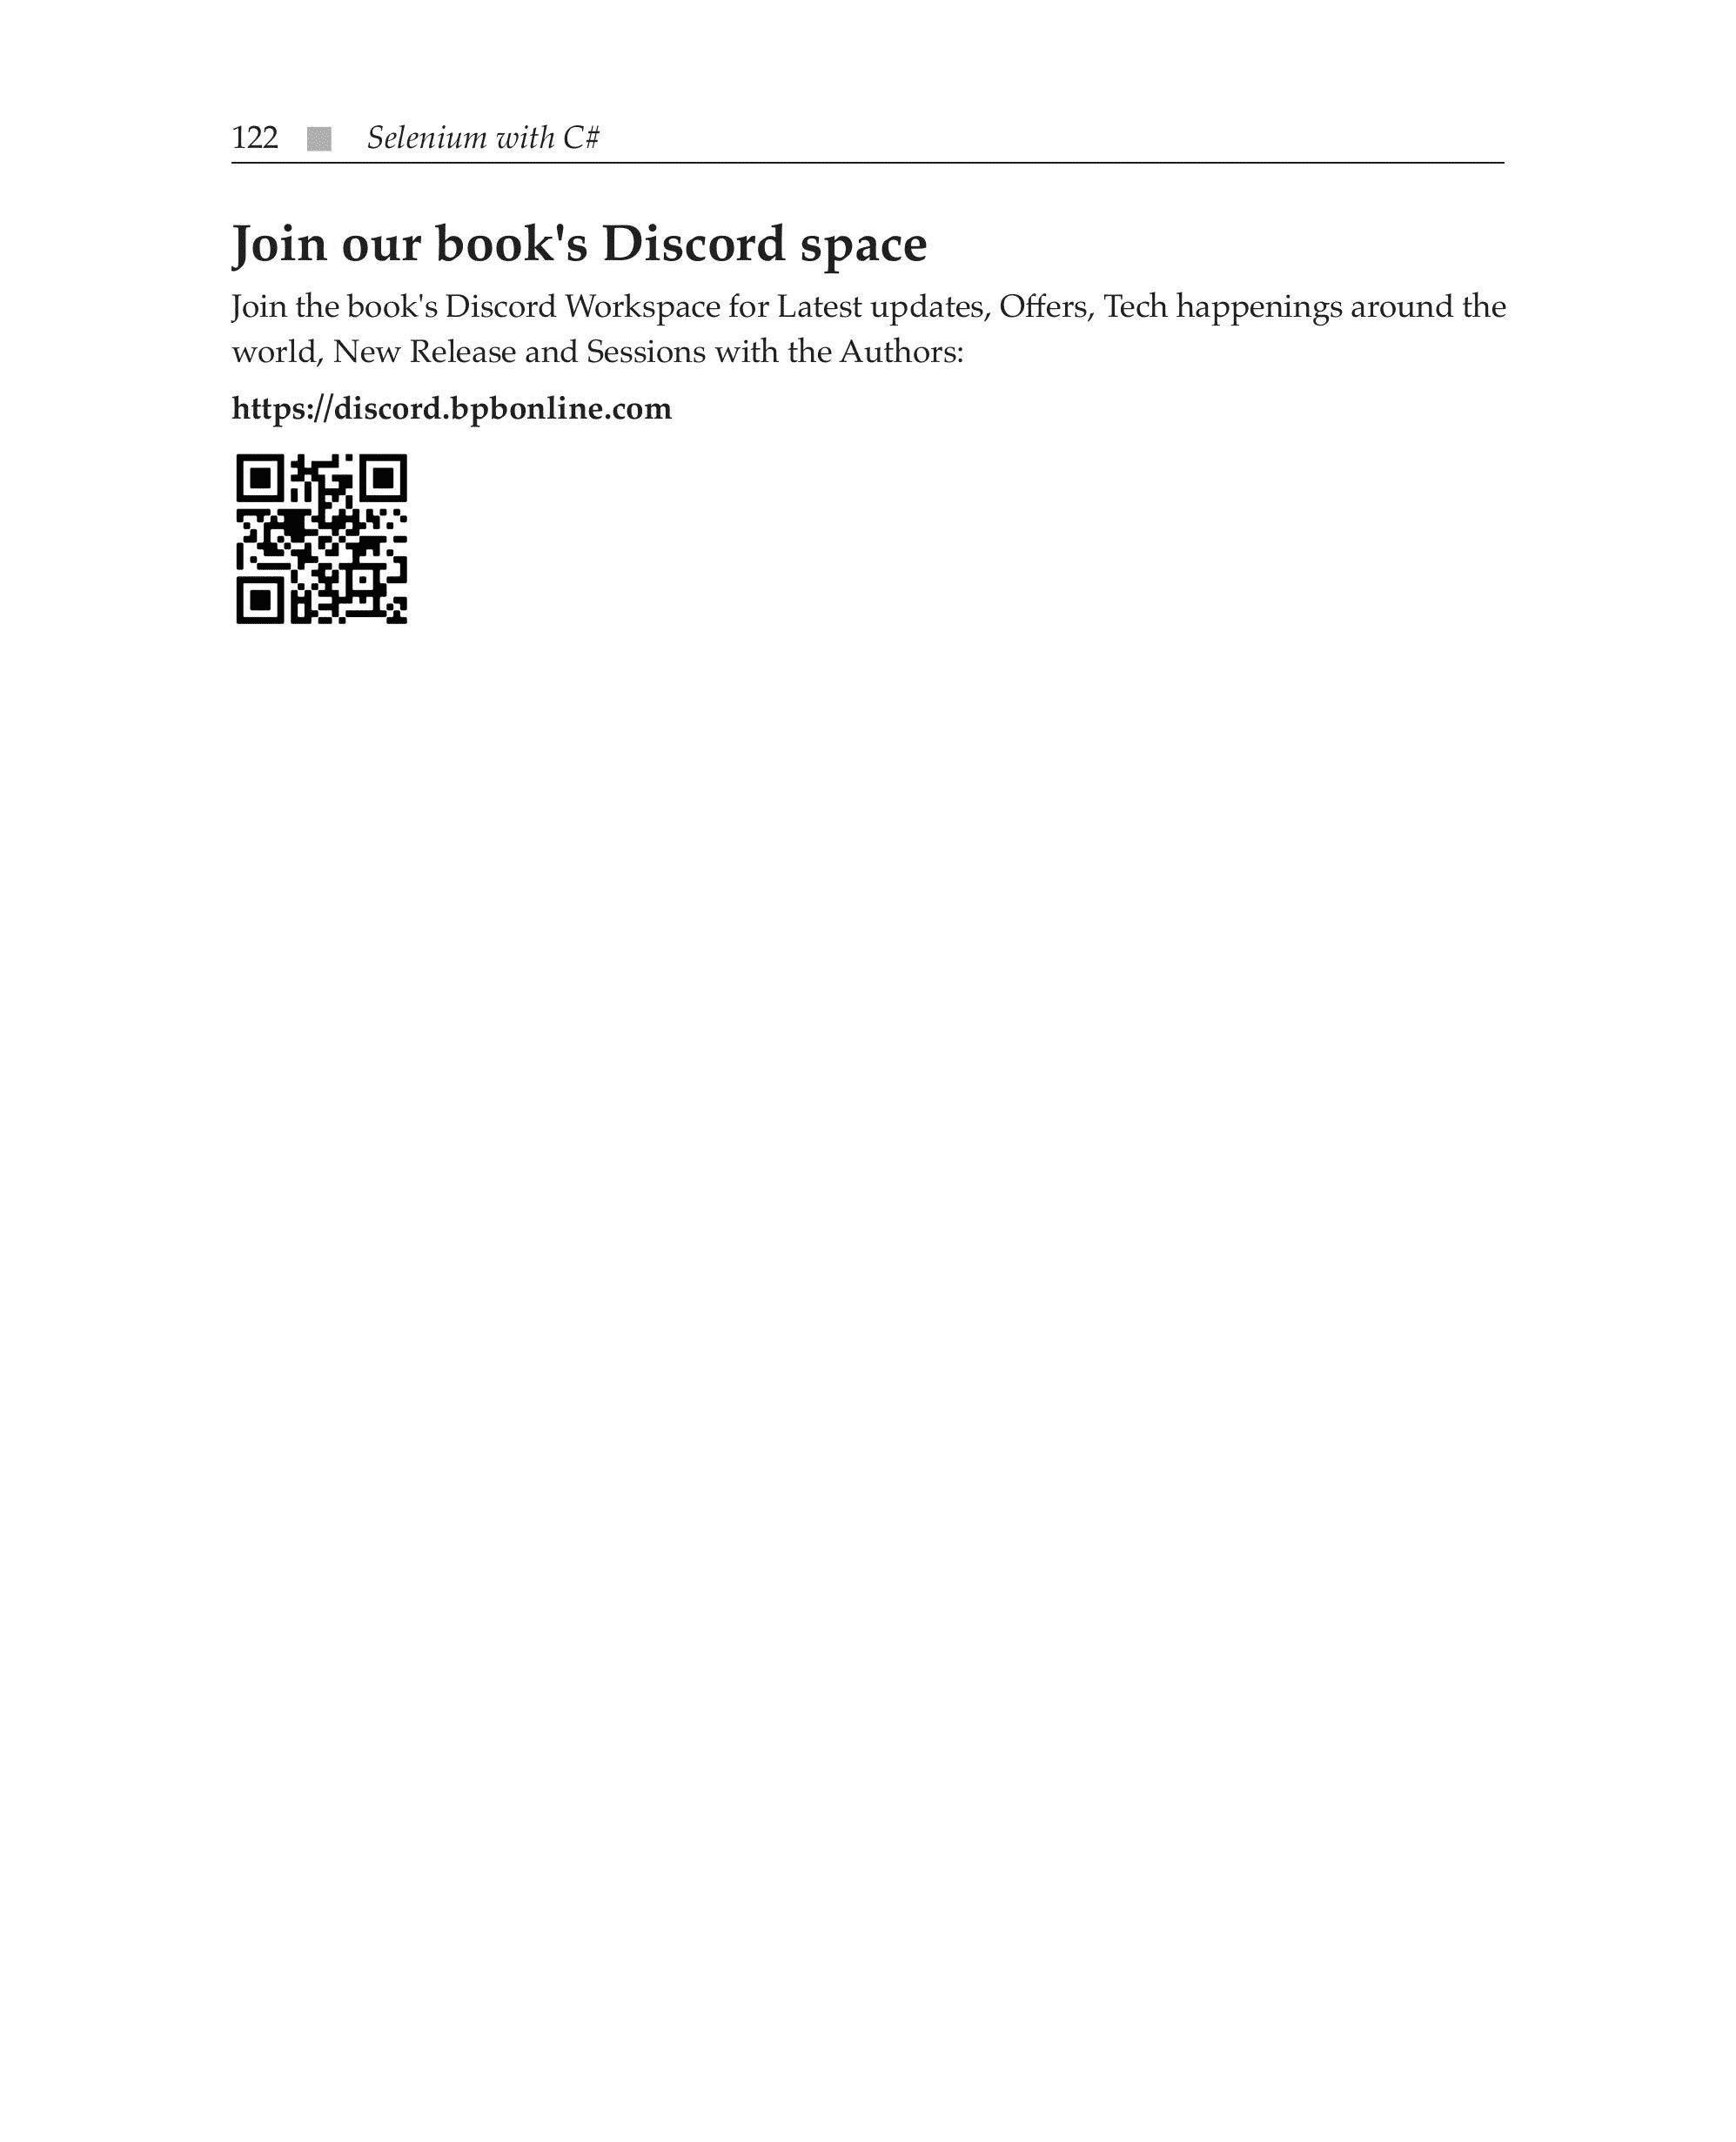 122 Selenium with C#
Join our book's Discord space
Join the book's Discord Workspace for Latest updates, Offers, Tech happenings around the
world, New Release and Sessions with the Authors:
https://discord.bpbonline.com